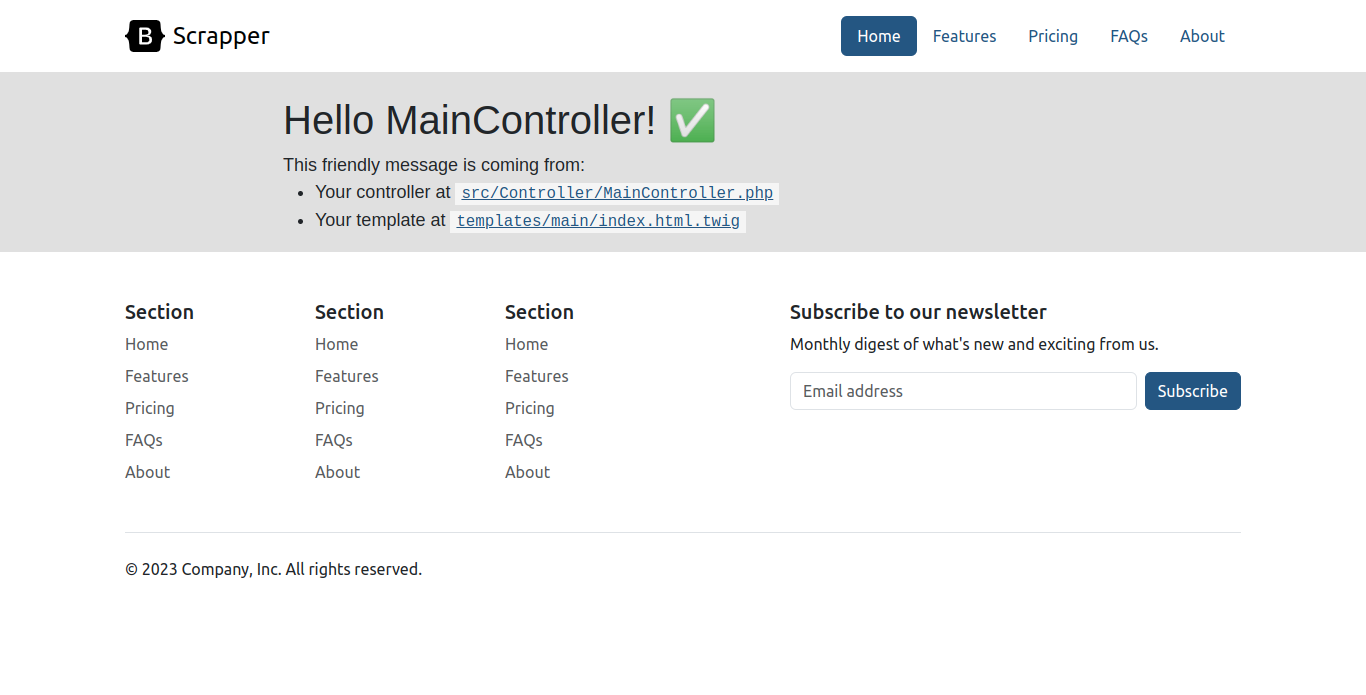 B Scrapper
Home Features Pricing FAQs About
Hello MainController! ✅
This friendly message is coming from:
• Your controller at src/Controller/MainController.php
• Your template at templates/main/index.html.twig
Section
Home
Features
Pricing
FAQs
About
Section
Home
Features
Pricing
FAQs
About
Section
Home
Features
Pricing
FAQs
About
Subscribe to our newsletter
Monthly digest of what's new and exciting from us.
Email address Subscribe
© 2023 Company, Inc. All rights reserved.